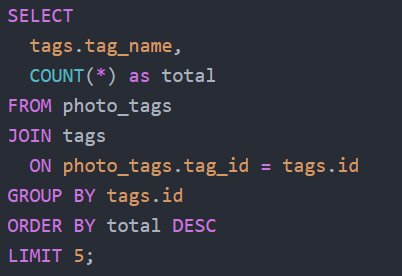 SELECT
  tags.tag_name,
  COUNT(*) as total
FROM photo_tags
JOIN tags
  ON photo_tags.tag_id = tags.id
GROUP BY tags.id
ORDER BY total DESC
LIMIT 5;